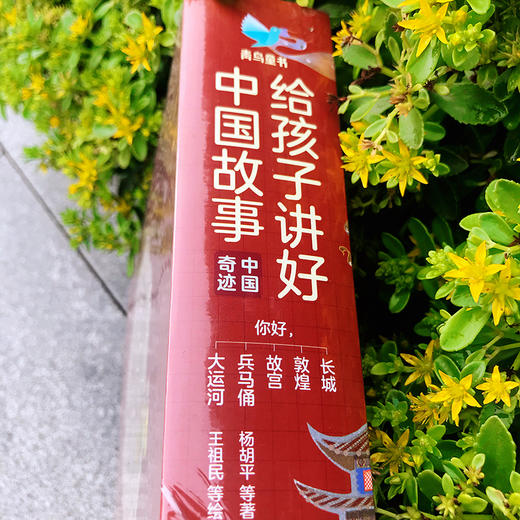 青鸟童书
给孩子讲好
中国故事
中国
奇迹
你好，
长城
敦煌
故宫
兵马俑
大运河
杨胡平 等著
王祖民 等绘